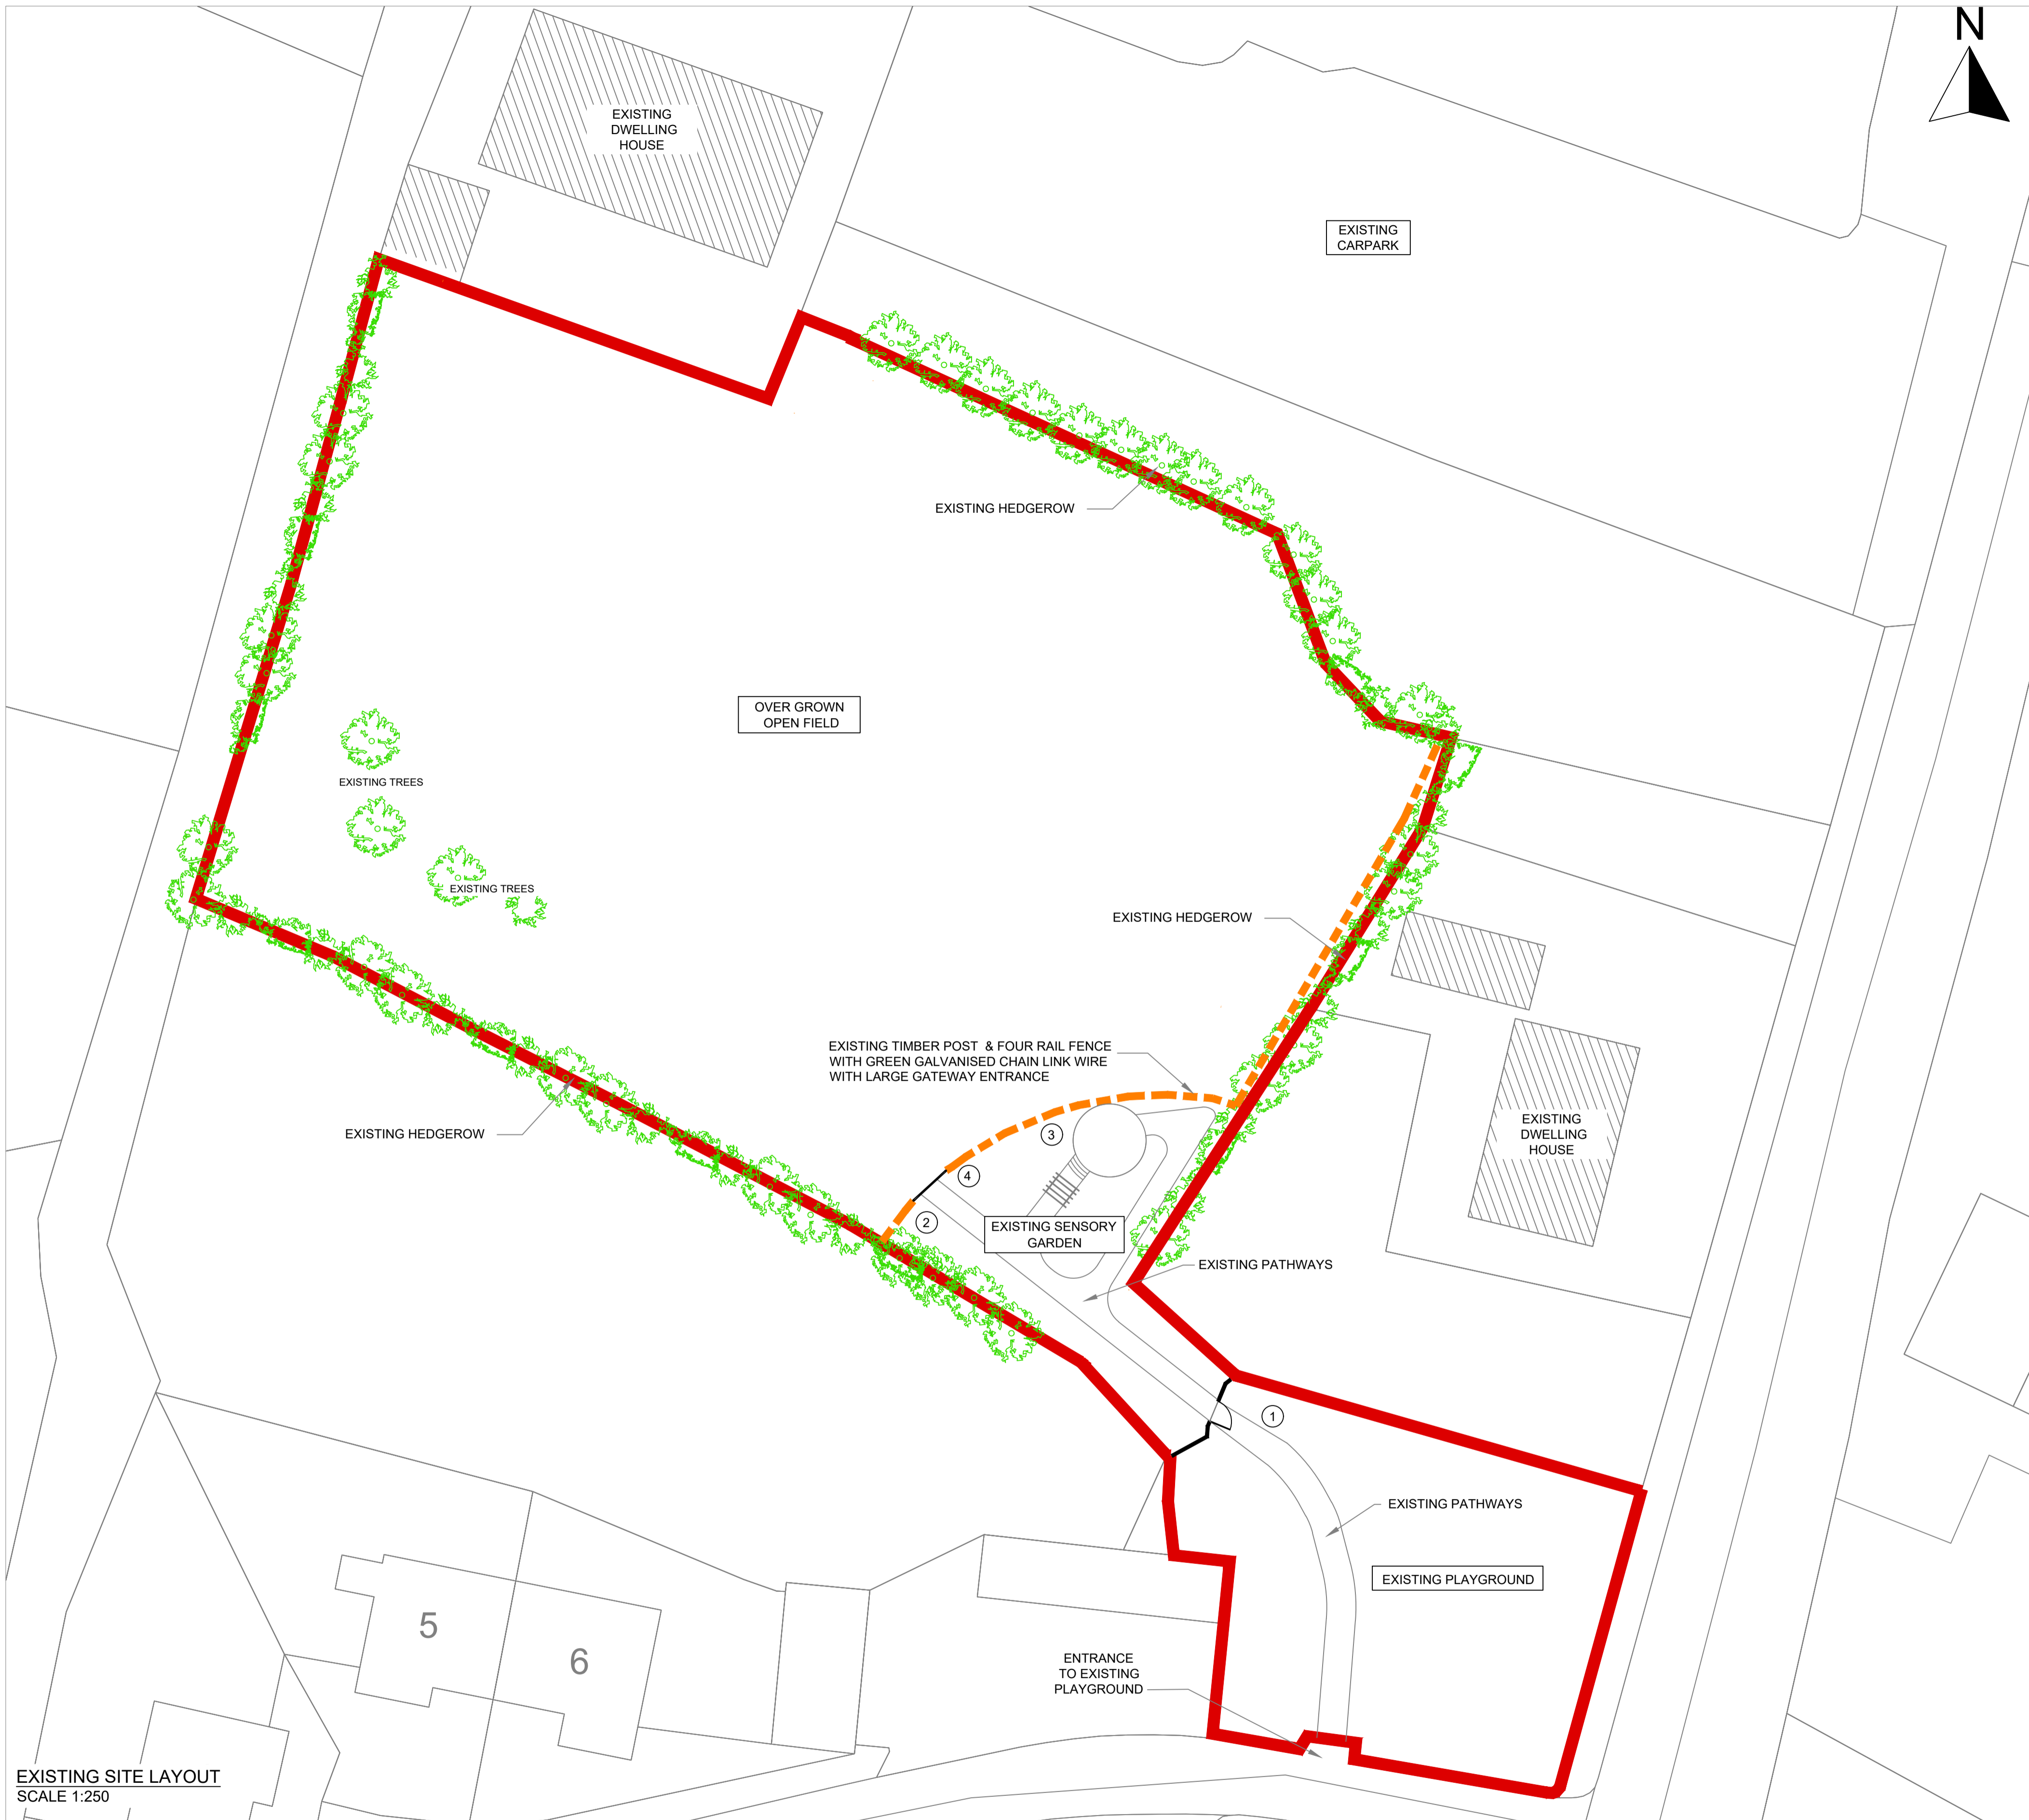 N
EXISTING
DWELLING
HOUSE
EXISTING
CARPARK
EXISTING HEDGEROW
OVER GROWN
OPEN FIELD
EXISTING TREES
EXISTING TREES
EXISTING HEDGEROW
EXISTING TIMBER POST & FOUR RAIL FENCE
WITH GREEN GALVANISED CHAIN LINK WIRE
WITH LARGE GATEWAY ENTRANCE
EXISTING HEDGEROW
3
4
2
EXISTING
DWELLING
HOUSE
EXISTING SENSORY
GARDEN
EXISTING PATHWAYS
1
EXISTING PATHWAYS
EXISTING PLAYGROUND
5
6
ENTRANCE
TO EXISTING
PLAYGROUND
EXISTING SITE LAYOUT
SCALE 1:250